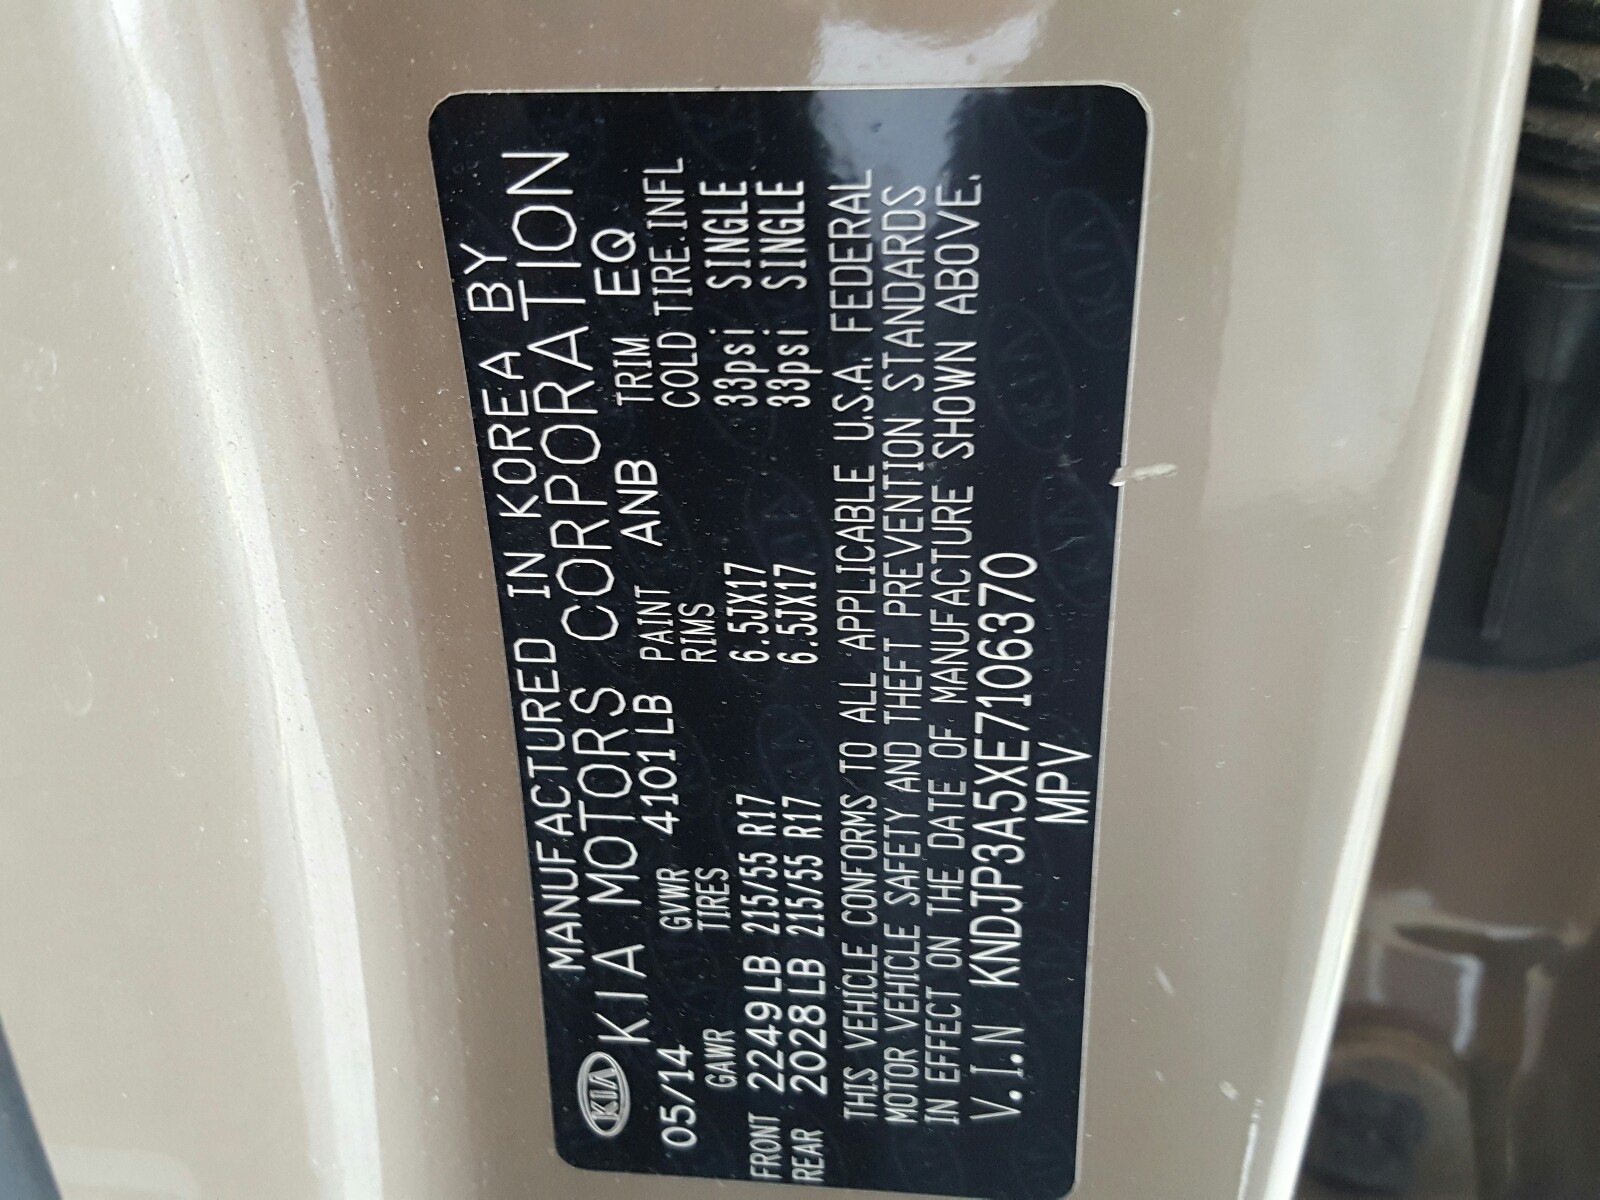 MANUFACTURED IN KOREA BY
KIA KIA MOTORS CORPORATION
05/14 GVWR 4101LB PAINT ANB TRIM EQ
GAWR TIRES RIMS COLD TIRE.INFL
FRONT 2249LB 215/55 R17 6.5JX17 33psi SINGLE
REAR 2028LB 215/55 R17 6.5JX17 33psi SINGLE
THIS VEHICLE CONFORMS TO ALL APPLICABLE U.S.A. FEDERAL
MOTOR VEHICLE SAFETY AND THEFT PREVENTION STANDARDS
IN EFFECT ON THE DATE OF MANUFACTURE SHOWN ABOVE.
V.I.N KNDJP3A5XE7106370
MPV